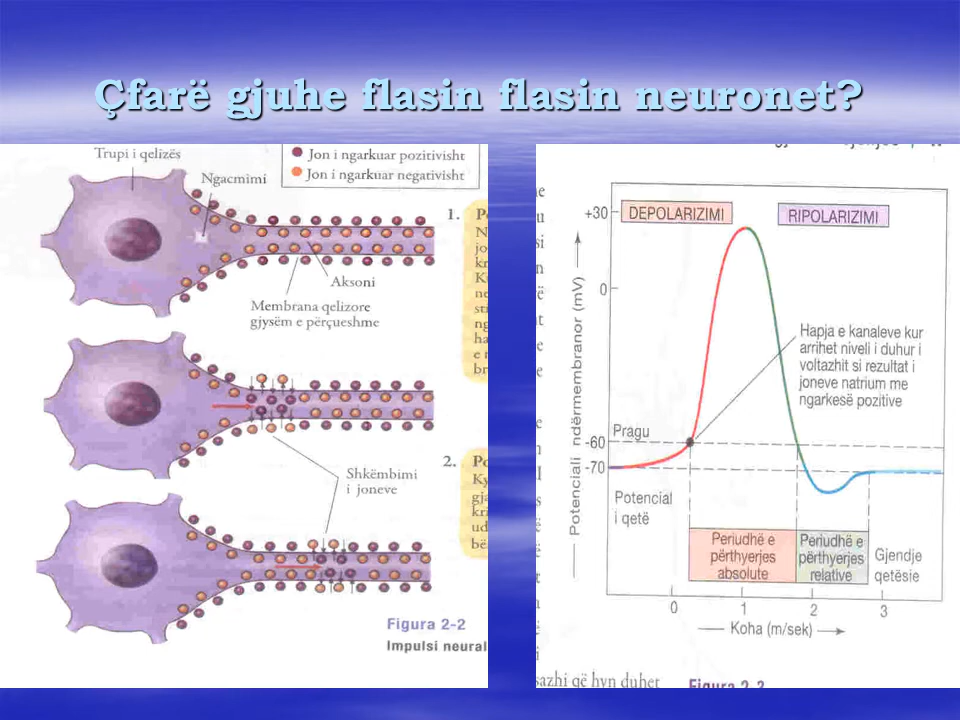 Çfarë gjuhe flasin flasin neuronet?
Trupi i qelizës
Ngacmimi
Jon i ngarkuar pozitivisht
Jon i ngarkuar negativisht
Aksoni
Membrana qelizore
gjysëm e përçueshme
1.
Shkëmbimi
i joneve
2.
Figura 2-2
Impulsi neural
+30
DEPOLARIZIMI
RIPOLARIZIMI
0
Potenciali ndërmembranor (mV)
Hapja e kanaleve kur
arrihet niveli i duhur i
voltazhit si rezultat i
joneve natrium me
ngarkesë pozitive
Pragu
-60
-70
Potencial
i qetë
Periudhë e
përthyerjes
absolute
Periudhë e
përthyerjes
relative
Gjendje
qetësie
0 1 2 3
Koha (m/sek)
sazhi që hyn duhet